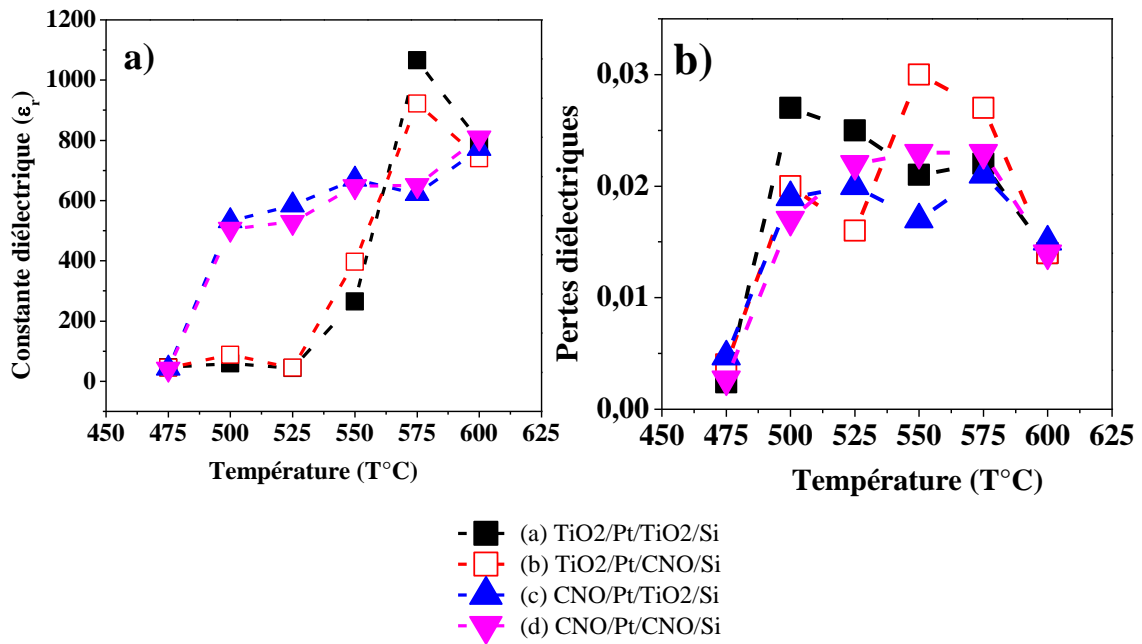 a)
Constante diélectrique (εr)
1200
1000
800
600
400
200
0
450 475 500 525 550 575 600 625
Température (T°C)
b)
Pertes diélectriques
0,03
0,02
0,01
0,00
450 475 500 525 550 575 600 625
Température (T°C)
(a) TiO2/Pt/TiO2/Si
(b) TiO2/Pt/CNO/Si
(c) CNO/Pt/TiO2/Si
(d) CNO/Pt/CNO/Si